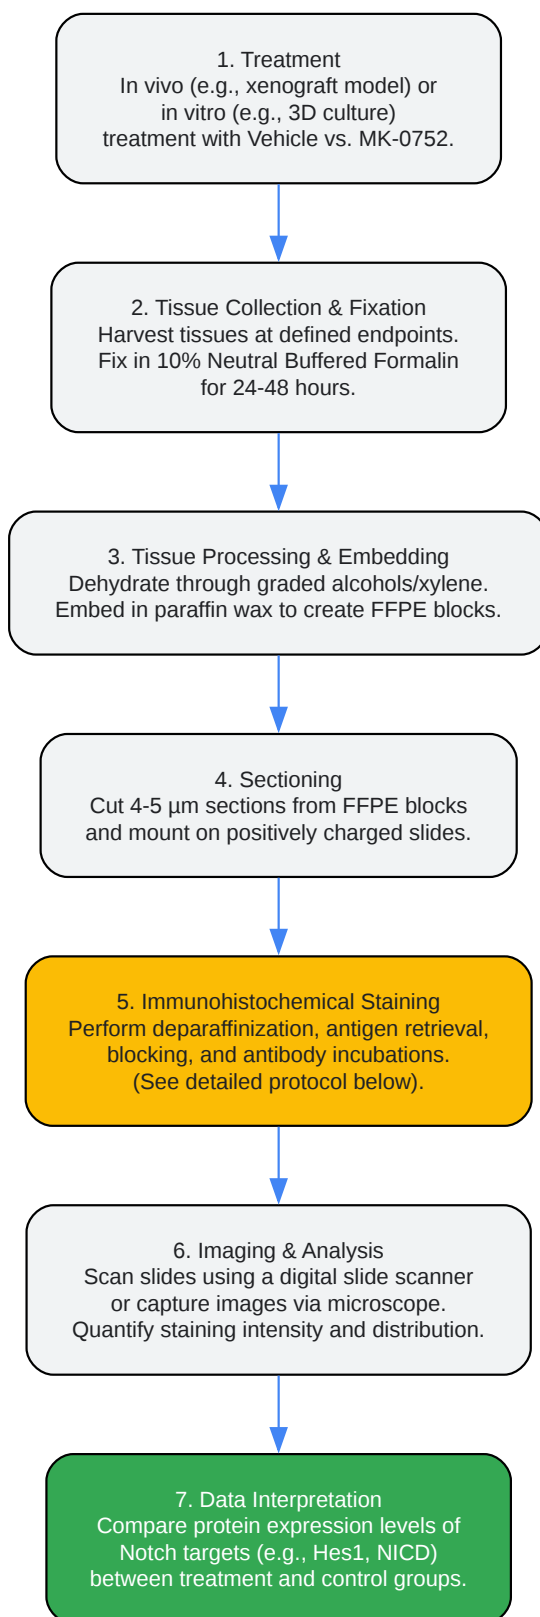 1. Treatment
In vivo (e.g., xenograft model) or
in vitro (e.g., 3D culture)
treatment with Vehicle vs. MK-0752.
2. Tissue Collection & Fixation
Harvest tissues at defined endpoints.
Fix in 10% Neutral Buffered Formalin
for 24-48 hours.
3. Tissue Processing & Embedding
Dehydrate through graded alcohols/xylene.
Embed in paraffin wax to create FFPE blocks.
4. Sectioning
Cut 4-5 µm sections from FFPE blocks
and mount on positively charged slides.
5. Immunohistochemical Staining
Perform deparaffinization, antigen retrieval,
blocking, and antibody incubations.
(See detailed protocol below).
6. Imaging & Analysis
Scan slides using a digital slide scanner
or capture images via microscope.
Quantify staining intensity and distribution.
7. Data Interpretation
Compare protein expression levels of
Notch targets (e.g., Hes1, NICD)
between treatment and control groups.